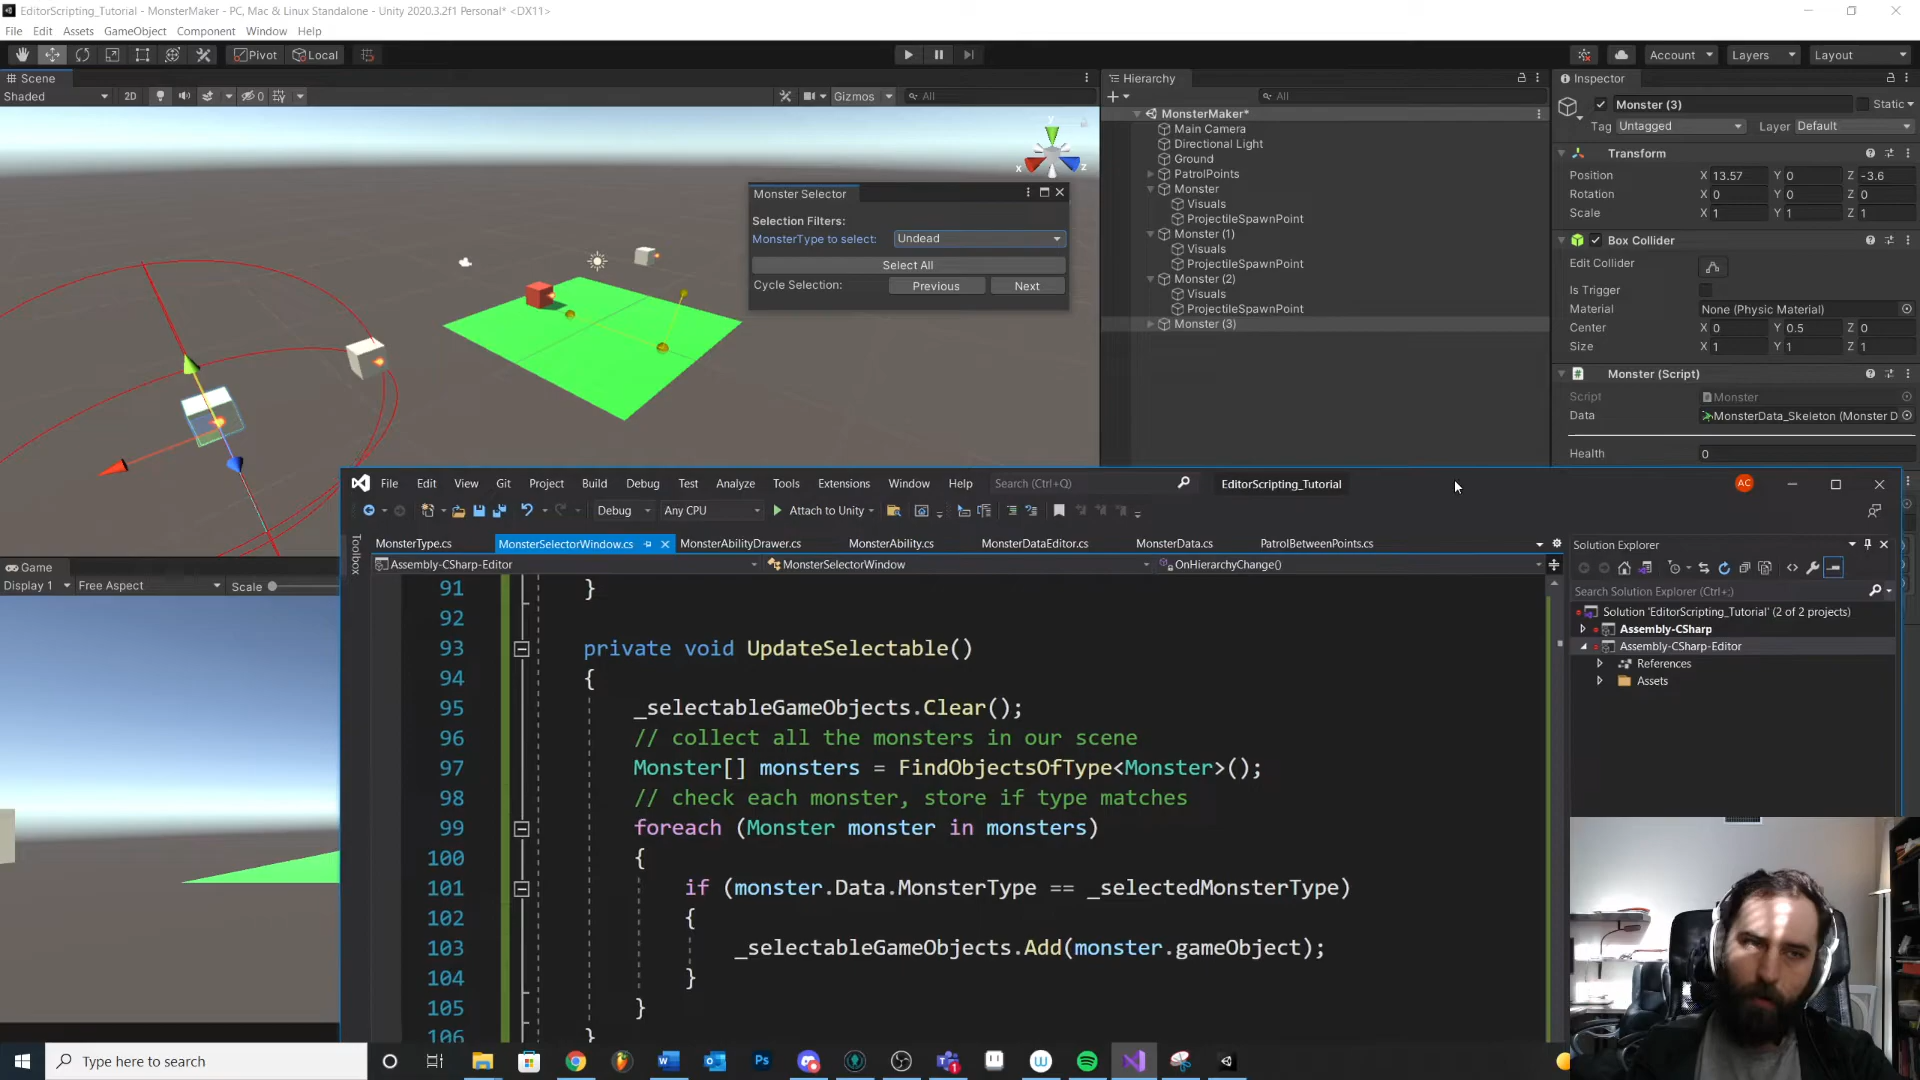 EditorScripting_Tutorial - MonsterMaker - PC, Mac & Linux Standalone - Unity 2020.3.2f1 Personal* <DX11>
File Edit Assets GameObject Component Window Help
Pivot Local Account Layers Layout
Scene
Shaded 2D 0 Gizmos All
y
x
z
Monster Selector
Selection Filters:
MonsterType to select: Undead
Select All
Cycle Selection: Previous Next
Hierarchy
All
MonsterMaker*
Main Camera
Directional Light
Ground
PatrolPoints
Monster
Visuals
ProjectileSpawnPoint
Monster (1)
Visuals
ProjectileSpawnPoint
Monster (2)
Visuals
ProjectileSpawnPoint
Monster (3)
Inspector
Monster (3) Static
Tag Untagged Layer Default
Transform
Position X 13.57 Y 0 Z -3.6
Rotation X 0 Y 0 Z 0
Scale X 1 Y 1 Z 1
Box Collider
Edit Collider
Is Trigger
Material None (Physic Material)
Center X 0 Y 0.5 Z 0
Size X 1 Y 1 Z 1
Monster (Script)
Script Monster
Data MonsterData_Skeleton (Monster D
Health 0
Game
Display 1 Free Aspect Scale
File Edit View Git Project Build Debug Test Analyze Tools Extensions Window Help Search (Ctrl+Q) EditorScripting_Tutorial AC
Debug Any CPU Attach to Unity
Toolbox
MonsterType.cs MonsterSelectorWindow.cs MonsterAbilityDrawer.cs MonsterAbility.cs MonsterDataEditor.cs MonsterData.cs PatrolBetweenPoints.cs
Assembly-CSharp-Editor MonsterSelectorWindow OnHierarchyChange()
91 }
92
93 private void UpdateSelectable()
94 {
95 _selectableGameObjects.Clear();
96 // collect all the monsters in our scene
97 Monster[] monsters = FindObjectsOfType<Monster>();
98 // check each monster, store if type matches
99 foreach (Monster monster in monsters)
100 {
101 if (monster.Data.MonsterType == _selectedMonsterType)
102 {
103 _selectableGameObjects.Add(monster.gameObject);
104 }
105 }
106 }
Solution Explorer
Search Solution Explorer (Ctrl+;)
Solution 'EditorScripting_Tutorial' (2 of 2 projects)
Assembly-CSharp
Assembly-CSharp-Editor
References
Assets
Type here to search